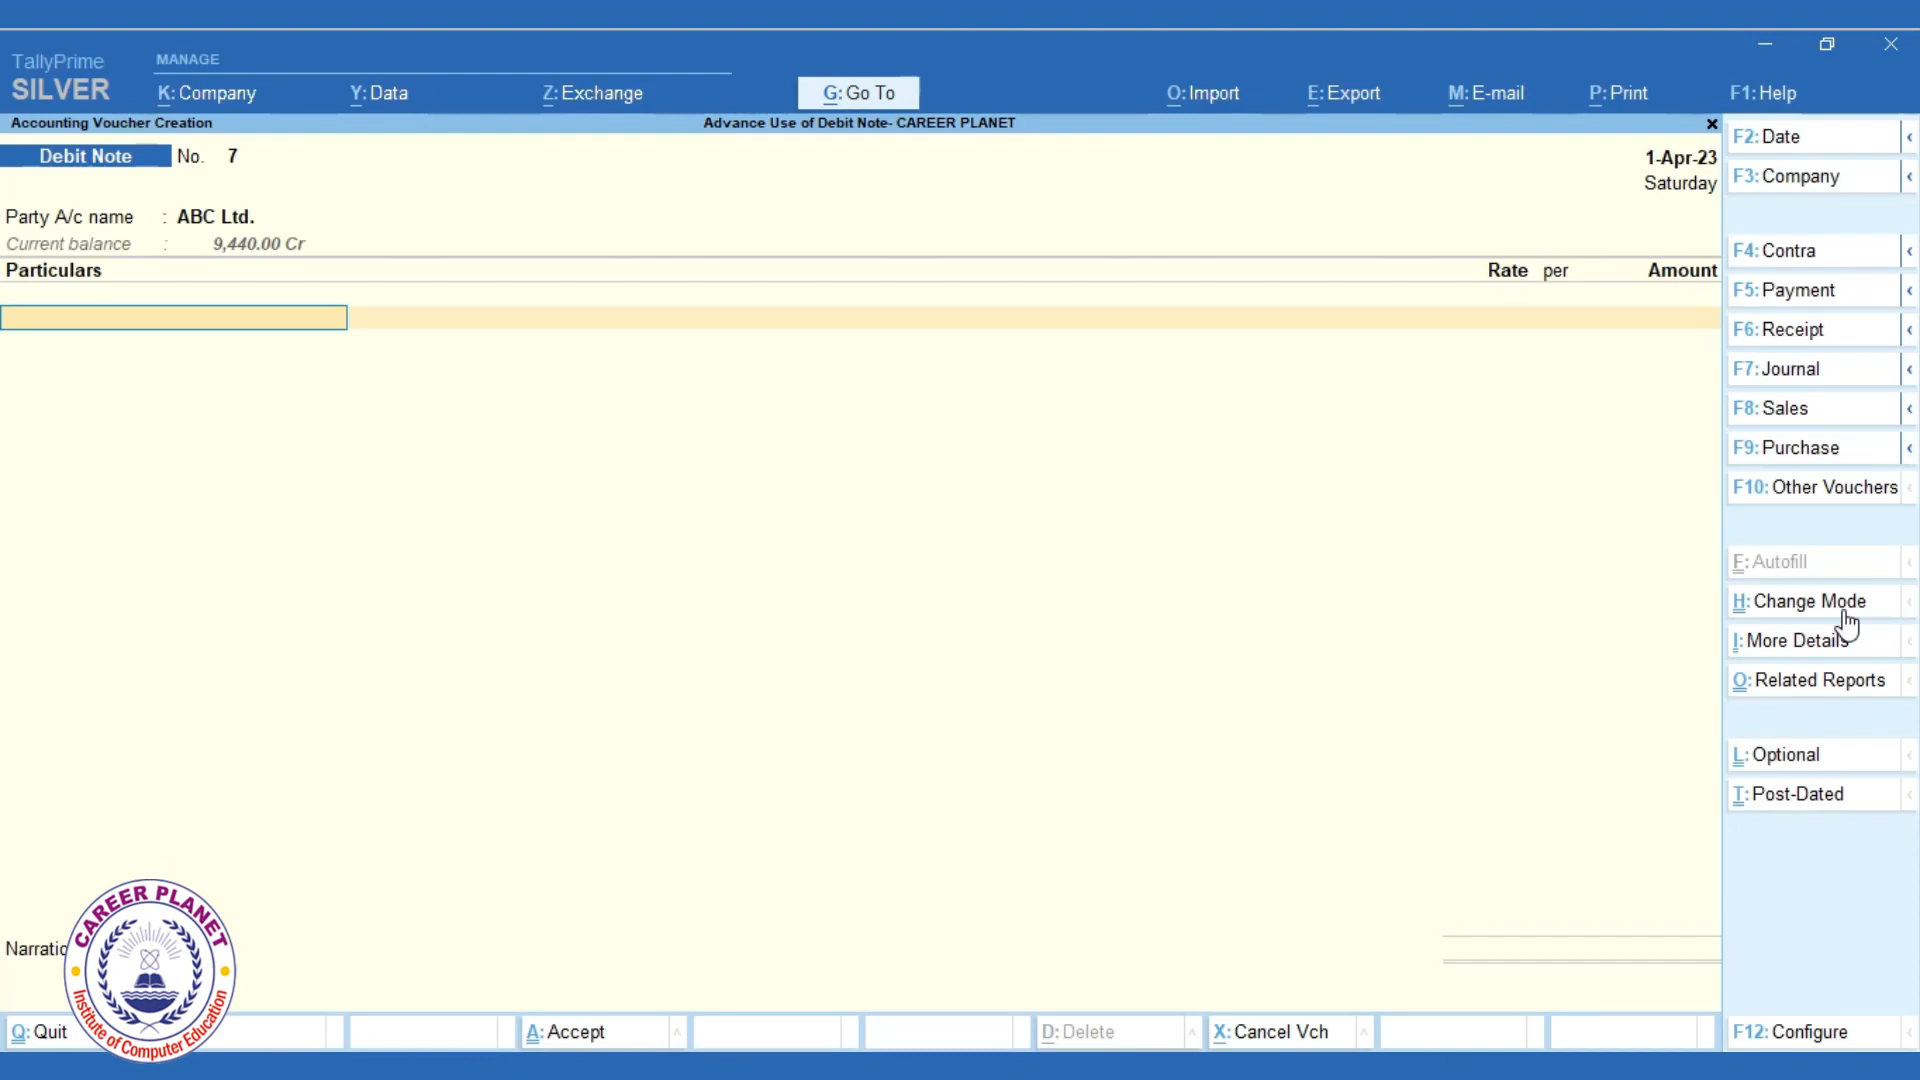 TallyPrime
SILVER
MANAGE
K: Company
Y: Data
Z: Exchange
G: Go To
O: Import
E: Export
M: E-mail
P: Print
F1: Help
Accounting Voucher Creation
Advance Use of Debit Note- CAREER PLANET
Debit Note No. 7
1-Apr-23
Saturday
Party A/c name : ABC Ltd.
Current balance : 9,440.00 Cr
Particulars Rate per Amount
F2: Date
F3: Company
F4: Contra
F5: Payment
F6: Receipt
F7: Journal
F8: Sales
F9: Purchase
F10: Other Vouchers
F: Autofill
H: Change Mode
I: More Details
O: Related Reports
L: Optional
T: Post-Dated
Narratio
CAREER PLANET
Institute of Computer Education
Q: Quit
A: Accept
D: Delete
X: Cancel Vch
F12: Configure